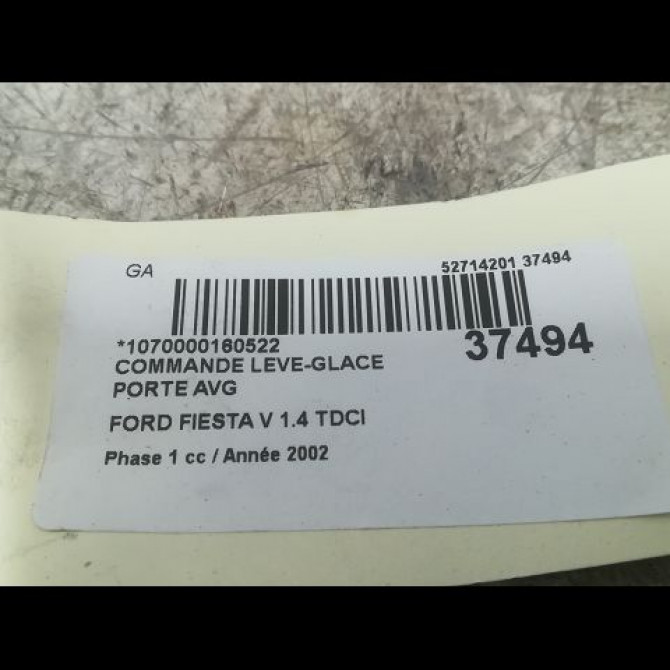 GA
52714201 37494
*1070000160522
37494
COMMANDE LEVE-GLACE
PORTE AVG
FORD FIESTA V 1.4 TDCI
Phase 1 cc / Année 2002